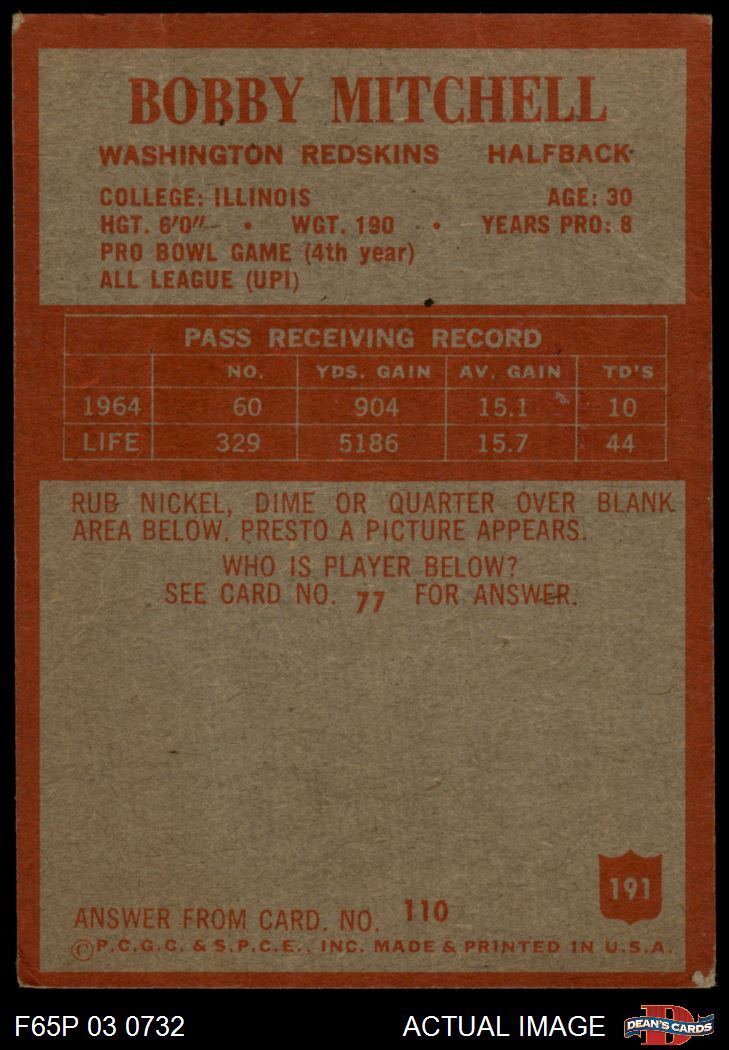 BOBBY MITCHELL
WASHINGTON REDSKINS HALFBACK
COLLEGE: ILLINOIS AGE: 30
HGT. 6'0" • WGT. 190 • YEARS PRO: 8
PRO BOWL GAME (4th year)
ALL LEAGUE (UPI)
PASS RECEIVING RECORD
NO. YDS. GAIN AV. GAIN TD'S
1964 60 904 15.1 10
LIFE 329 5186 15.7 44
RUB NICKEL, DIME OR QUARTER OVER BLANK
AREA BELOW. PRESTO A PICTURE APPEARS.
WHO IS PLAYER BELOW?
SEE CARD NO. 77 FOR ANSWER.
191
ANSWER FROM CARD. NO. 110
©P.C.G.C. & S.P.C.E., INC. MADE & PRINTED IN U.S.A.
F65P 03 0732 ACTUAL IMAGE D DEAN'S CARDS